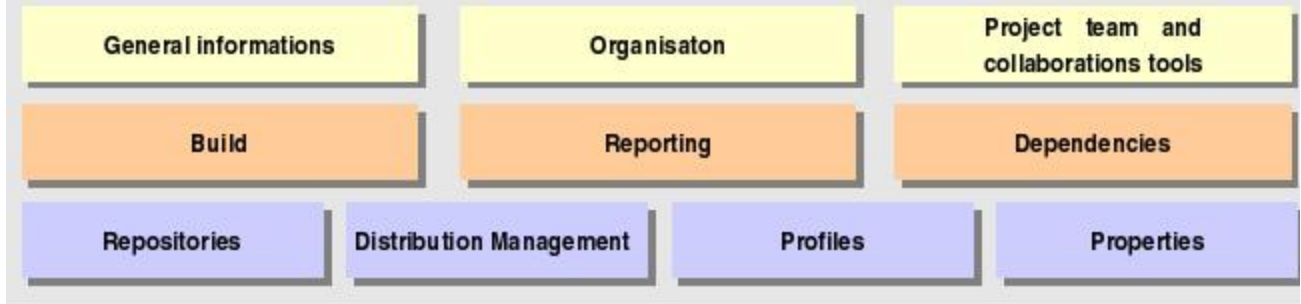 General informations
Organisaton
Project team and
collaborations tools
Build
Reporting
Dependencies
Repositories
Distribution Management
Profiles
Properties